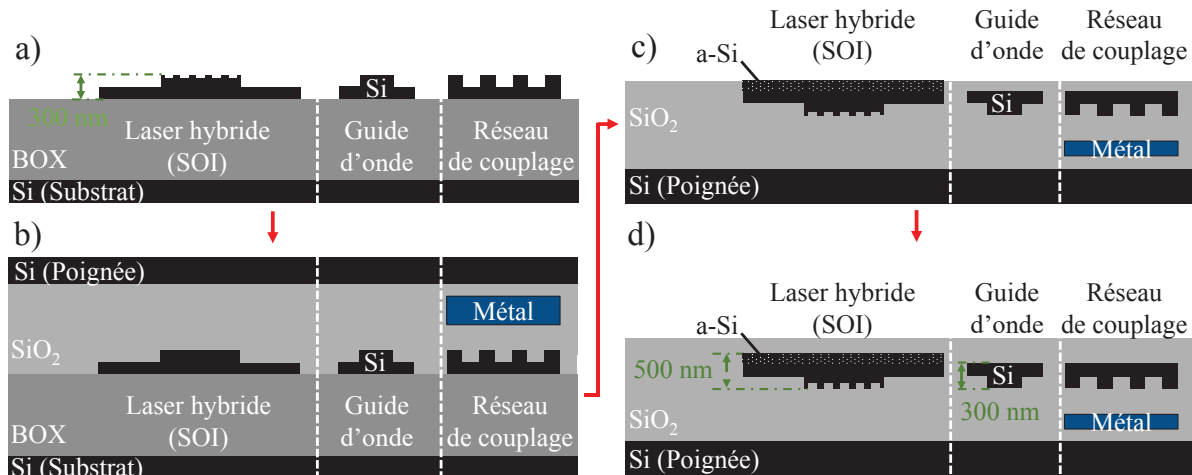 a)
300 nm
Si
Laser hybride
(SOI)
Guide
d’onde
Réseau
de couplage
BOX
Si (Substrat)
b)
Si (Poignée)
Métal
SiO2
Si
Laser hybride
(SOI)
Guide
d’onde
Réseau
de couplage
BOX
Si (Substrat)
c)
Laser hybride
(SOI)
Guide
d’onde
Réseau
de couplage
a-Si
Si
SiO2
Métal
Si (Poignée)
d)
Laser hybride
(SOI)
Guide
d’onde
Réseau
de couplage
a-Si
500 nm
Si
300 nm
SiO2
Métal
Si (Poignée)